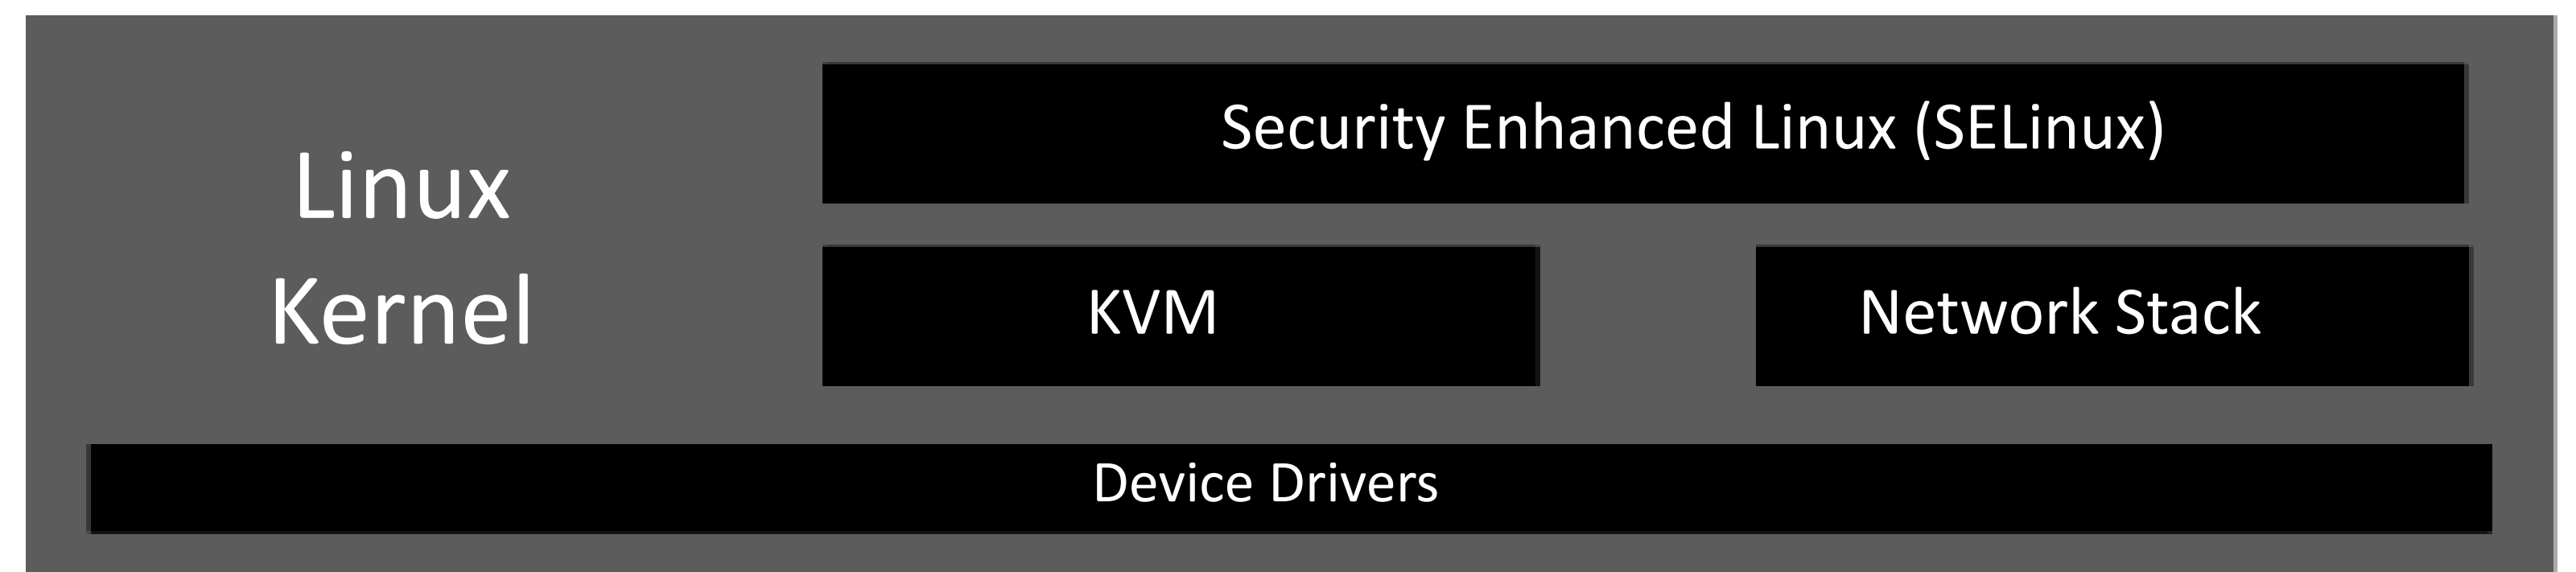 Linux
Kernel
Security Enhanced Linux (SELinux)
KVM
Network Stack
Device Drivers